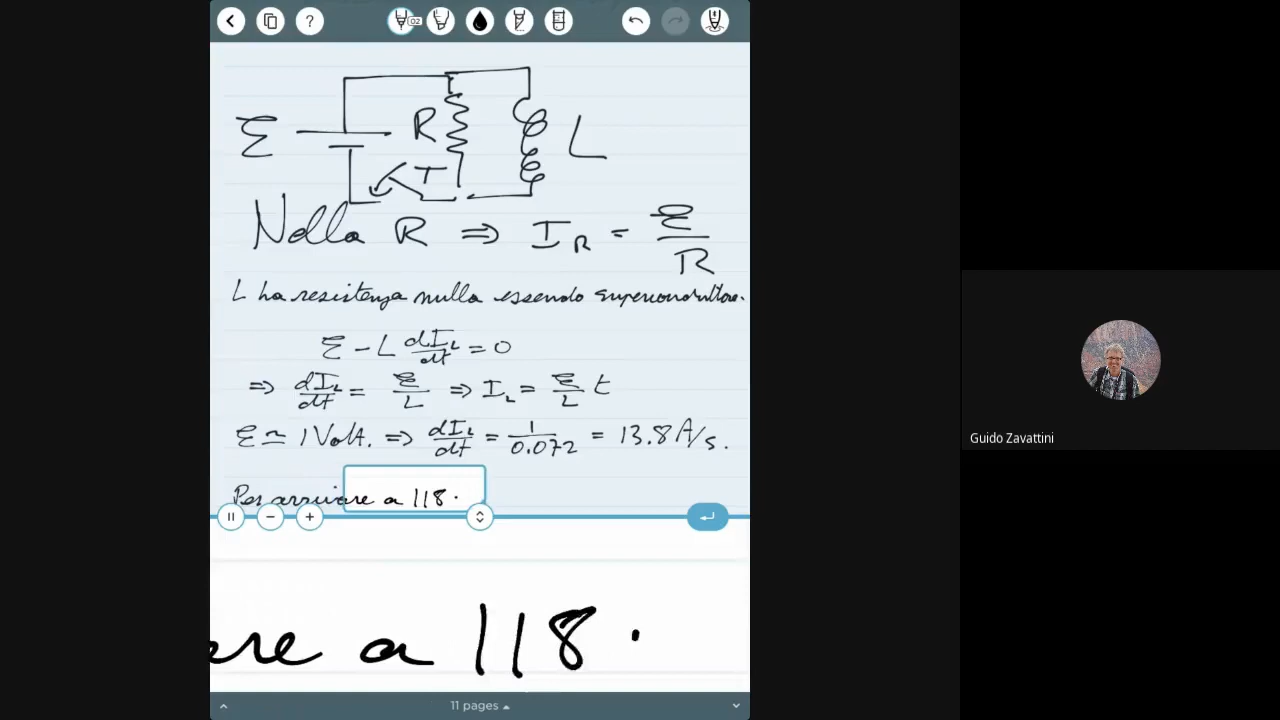 ?
02
ℰ
R
T
L
Nella R ⇒ I_R = ℰ/R
L ha resistenza nulla essendo superconduttore.
ℰ - L dI_L/dt = 0
⇒ dI_L/dt = ℰ/L ⇒ I_L = ℰ/L t
ℰ ≃ 1 Volt. ⇒ dI_L/dt = 1/0.072 = 13.8 A/s.
Per arrivare a 118.
Guido Zavattini
ere a 118.
11 pages